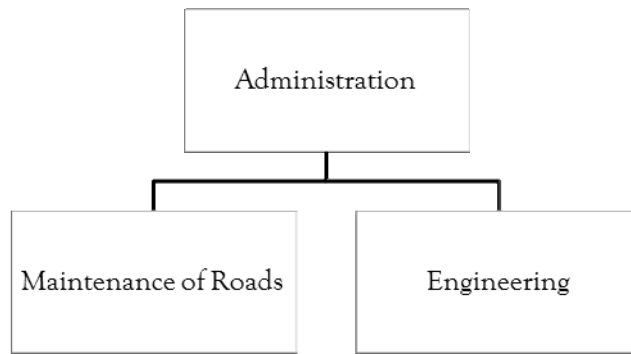 Administration
Maintenance of Roads
Engineering